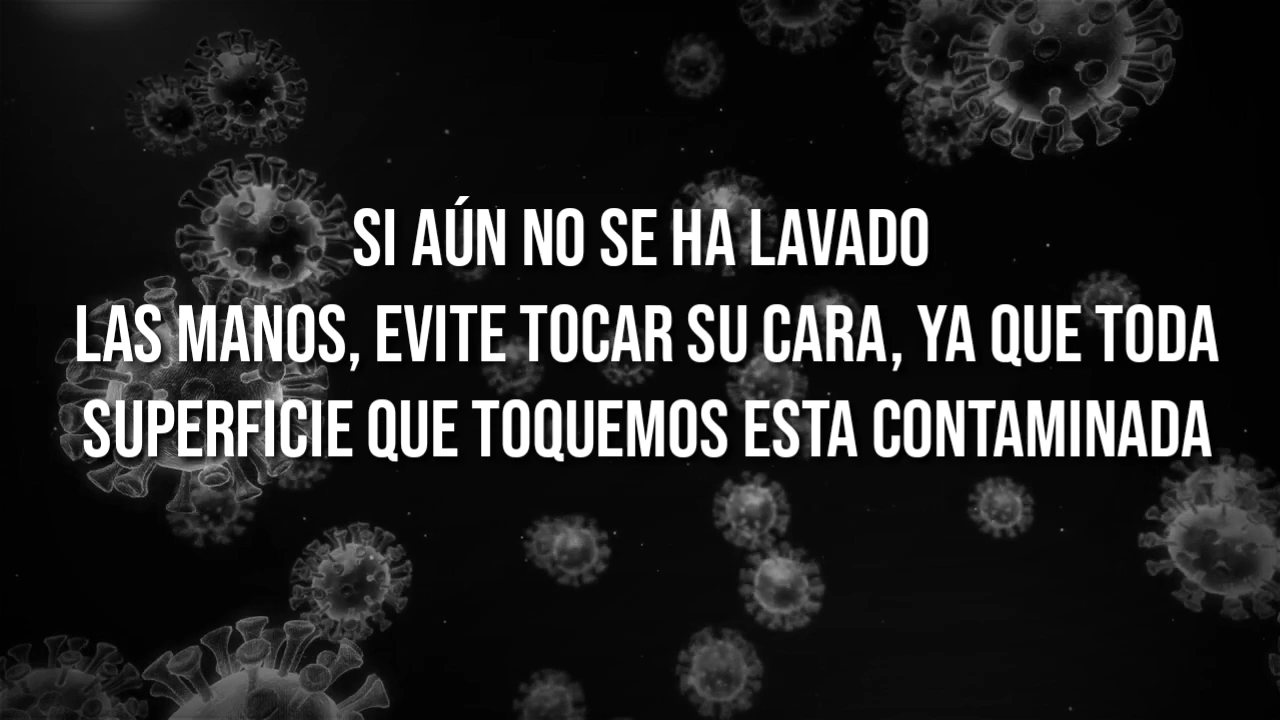 SI AÚN NO SE HA LAVADO
LAS MANOS, EVITE TOCAR SU CARA, YA QUE TODA
SUPERFICIE QUE TOQUEMOS ESTA CONTAMINADA